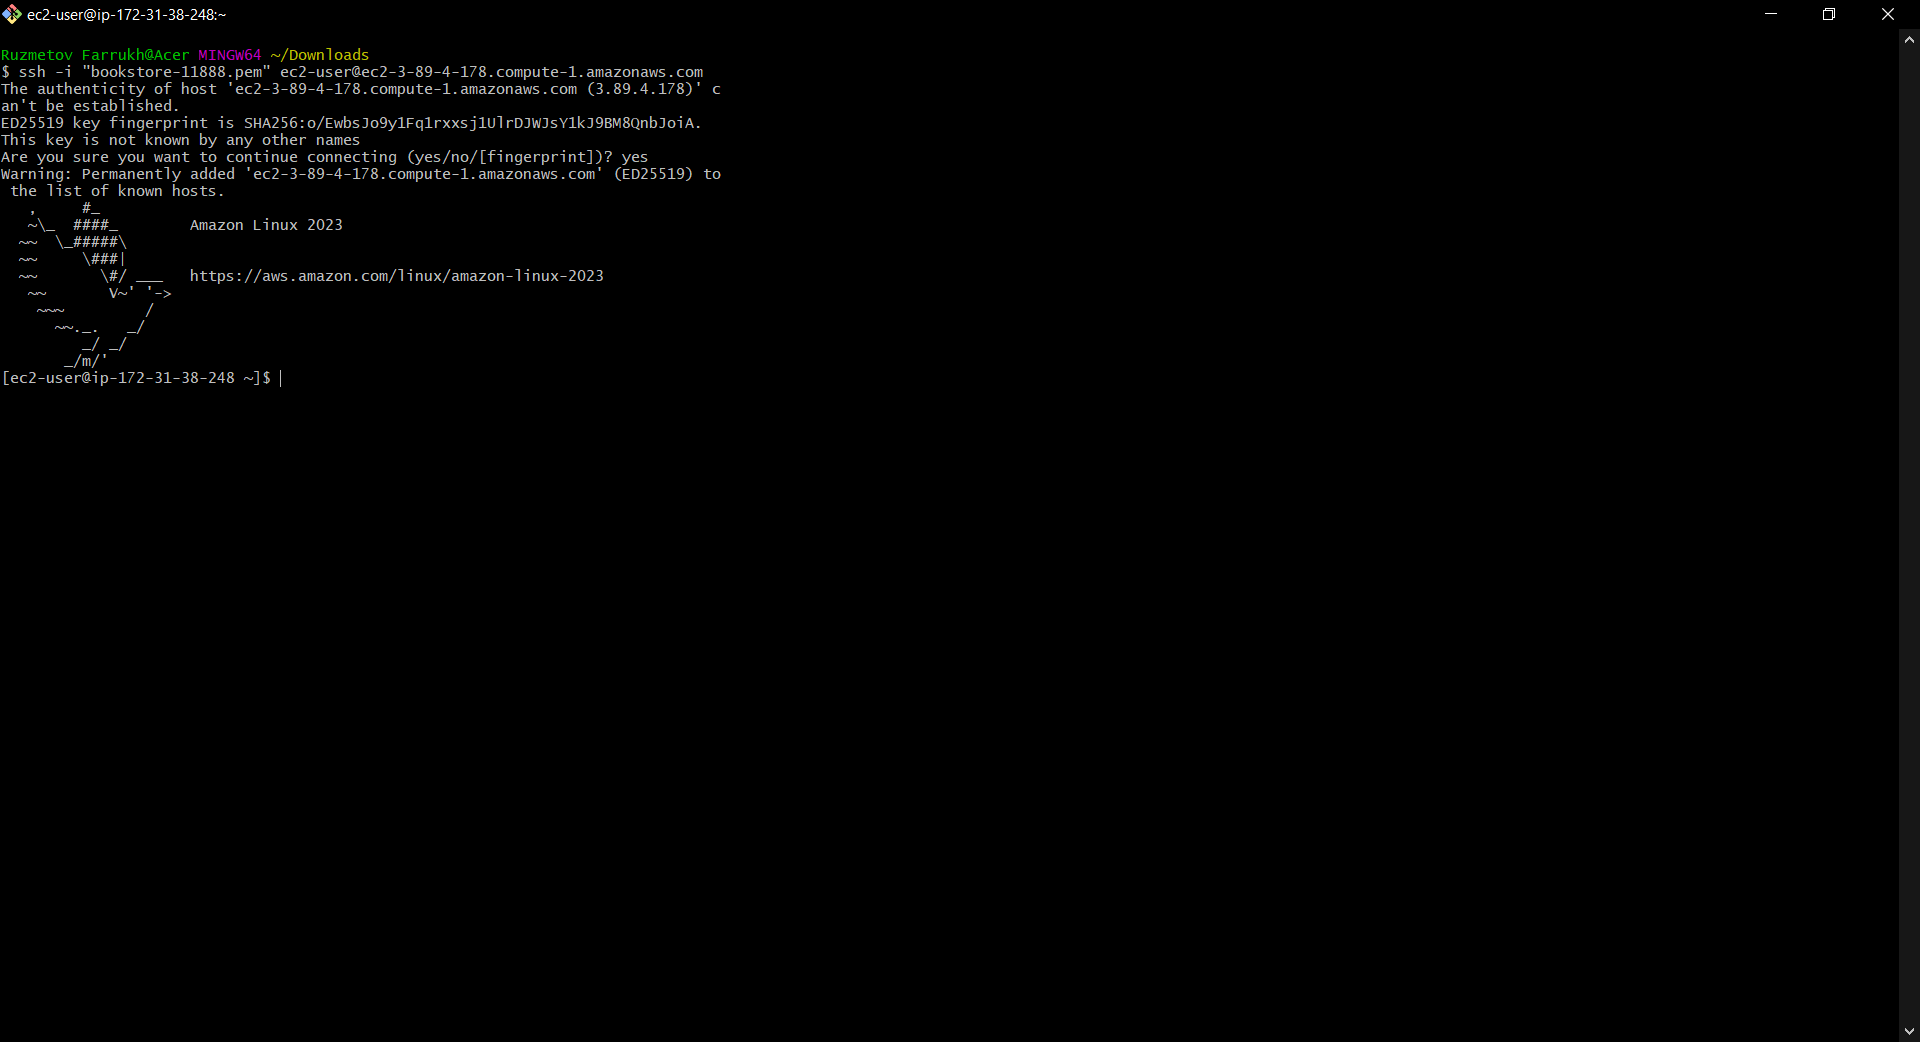 ec2-user@ip-172-31-38-248:~
Ruzmetov Farrukh@Acer MINGW64 ~/Downloads
$ ssh -i "bookstore-11888.pem" ec2-user@ec2-3-89-4-178.compute-1.amazonaws.com
The authenticity of host 'ec2-3-89-4-178.compute-1.amazonaws.com (3.89.4.178)' c
an't be established.
ED25519 key fingerprint is SHA256:o/EwbsJo9y1Fq1rxxsj1UlrDJWJsY1kJ9BM8QnbJoiA.
This key is not known by any other names
Are you sure you want to continue connecting (yes/no/[fingerprint])? yes
Warning: Permanently added 'ec2-3-89-4-178.compute-1.amazonaws.com' (ED25519) to
 the list of known hosts.
   ,     #_
   ~\_  ####_        Amazon Linux 2023
  ~~  \_#####\
  ~~     \###|
  ~~       \#/ ___   https://aws.amazon.com/linux/amazon-linux-2023
   ~~       V~' '->
    ~~~         /
      ~~._.   _/
         _/ _/
       _/m/'
[ec2-user@ip-172-31-38-248 ~]$